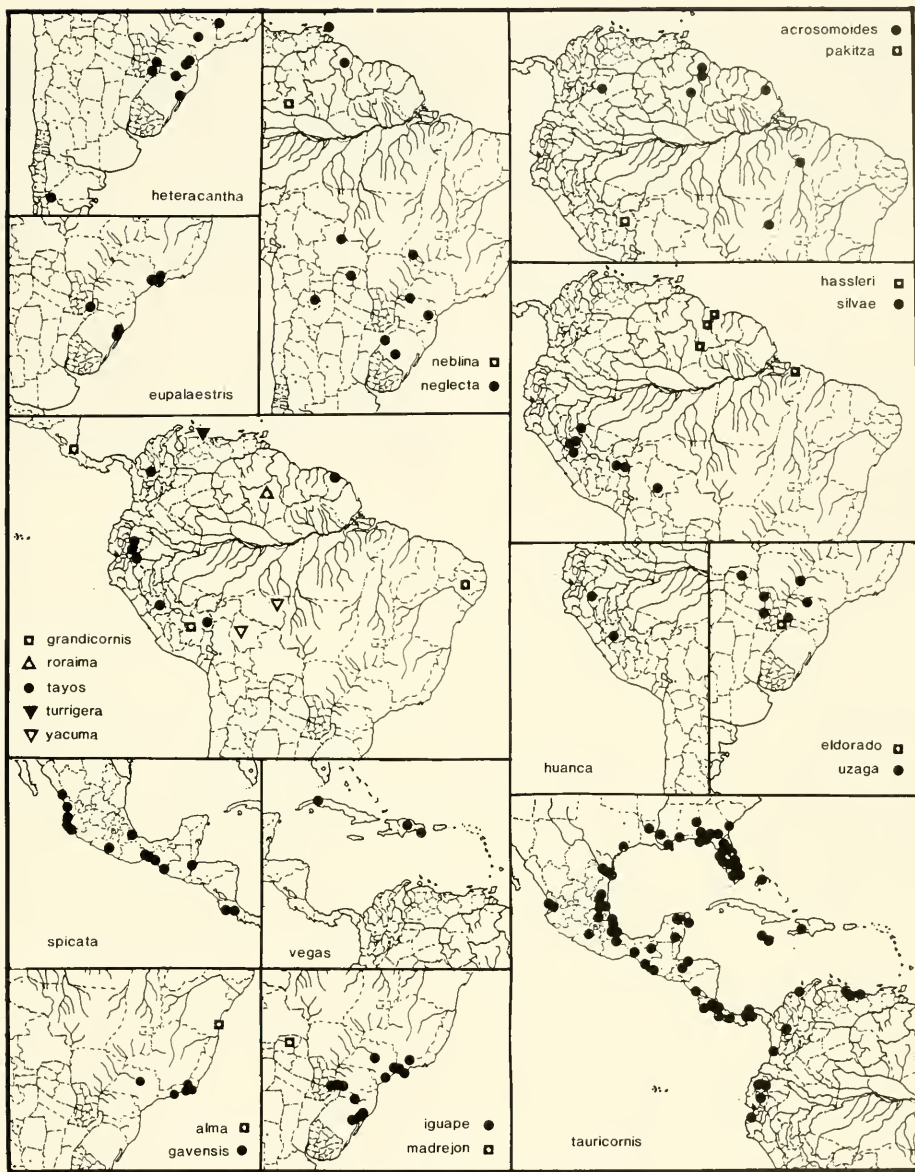 heteracantha
eupalaestris
neblina
neglecta
acrosomoides
pakitza
hassleri
silvae
grandicornis
roraima
tayos
turrigera
yacuma
huanca
eldorado
uzaga
spicata
vegas
tauricornis
alma
gavensis
iguape
madrejon